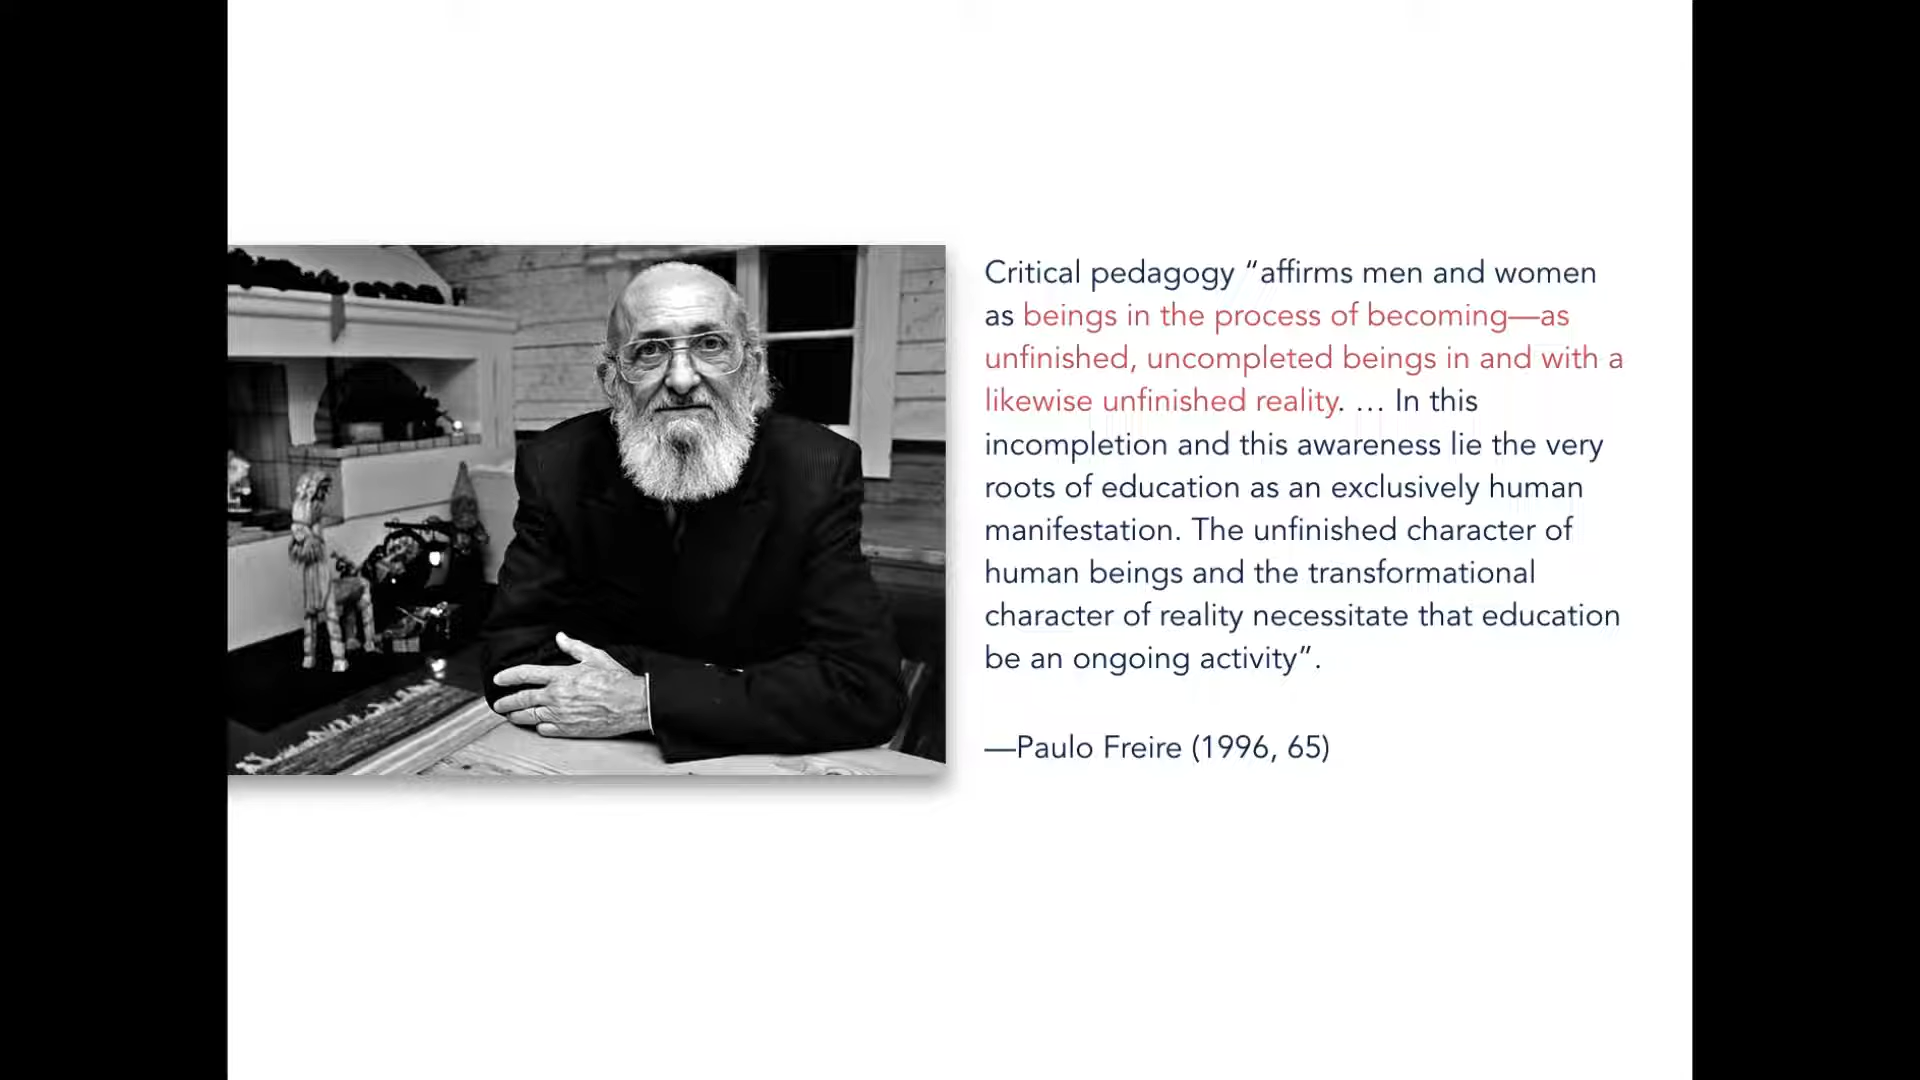 Critical pedagogy “affirms men and women
as beings in the process of becoming—as
unfinished, uncompleted beings in and with a
likewise unfinished reality. … In this
incompletion and this awareness lie the very
roots of education as an exclusively human
manifestation. The unfinished character of
human beings and the transformational
character of reality necessitate that education
be an ongoing activity”.
—Paulo Freire (1996, 65)